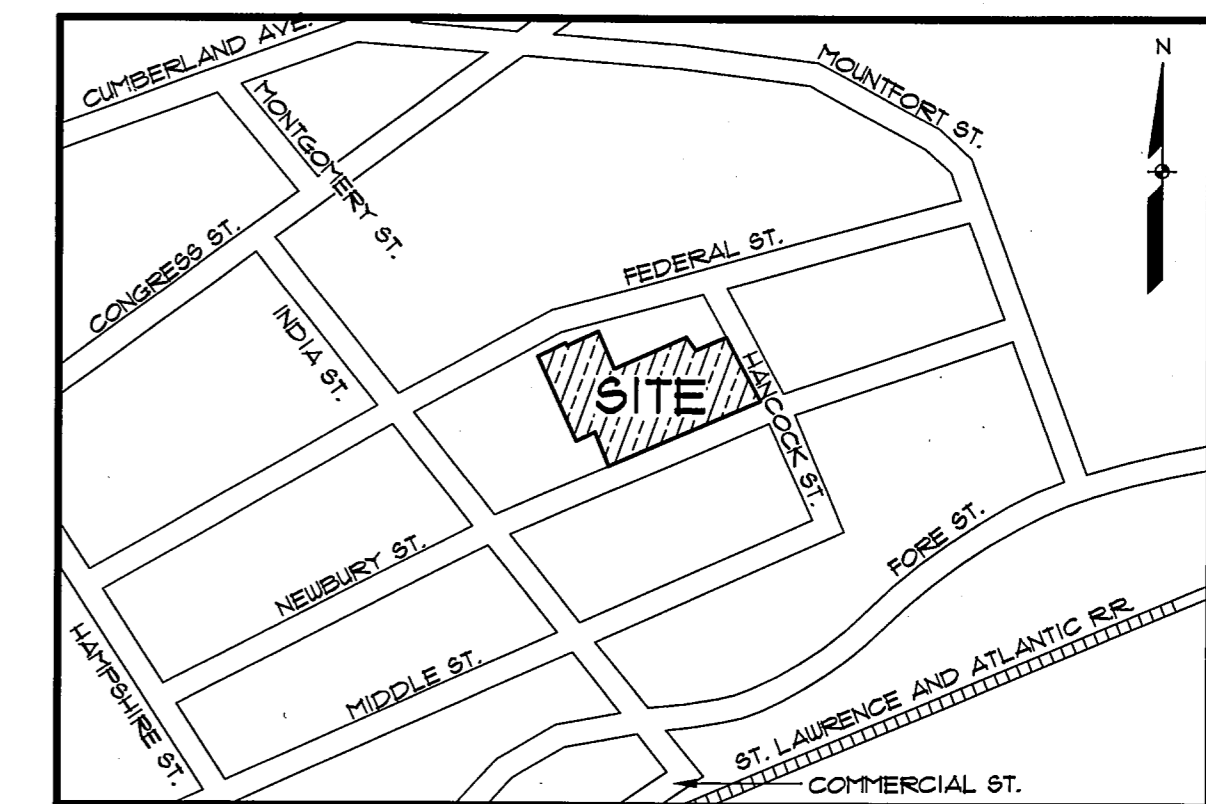 CUMBERLAND AVE.
MONTGOMERY ST.
MOUNTFORT ST.
N
CONGRESS ST.
FEDERAL ST.
INDIA ST.
SITE
HANCOCK ST.
NEWBURY ST.
FORE ST.
HAMPSHIRE ST.
MIDDLE ST.
ST. LAWRENCE AND ATLANTIC RR.
COMMERCIAL ST.